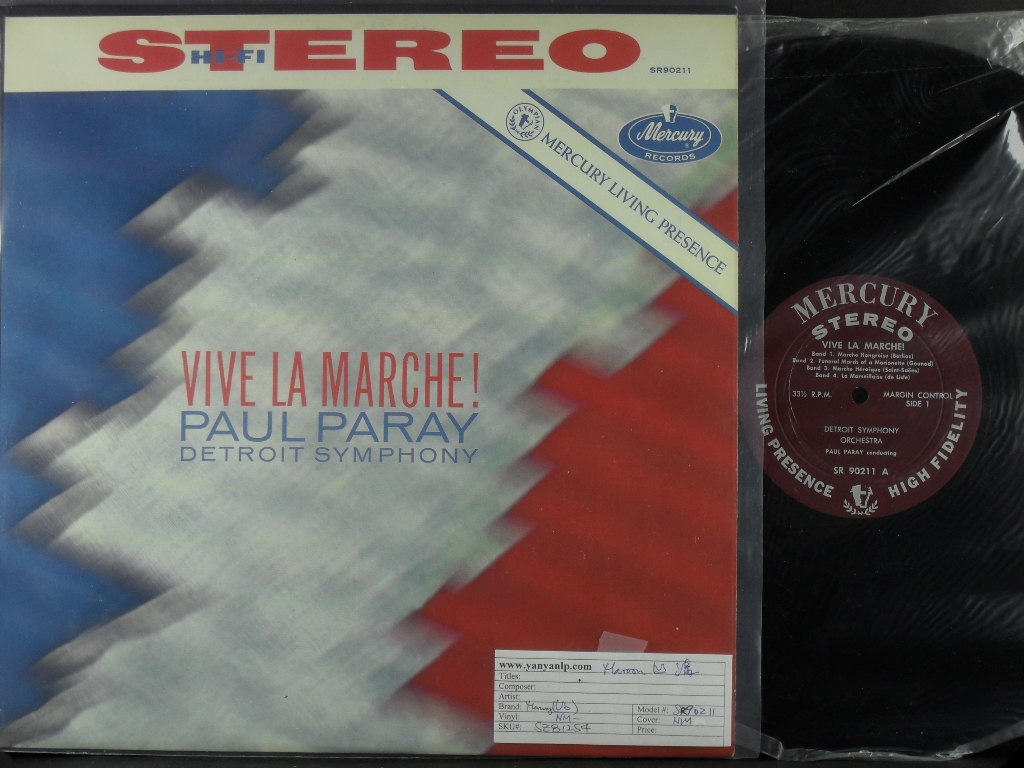 STEREO
HI-FI
SR90211
OLYMPIAN
MERCURY LIVING PRESENCE
Mercury
RECORDS
VIVE LA MARCHE!
PAUL PARAY
DETROIT SYMPHONY
www.yanyanlp.com Maroon
Titles:
Composer:
Artist:
Brand: (US) Model #: SR90211
Vinyl: NM- Cover: NM
SKU#: SZB1254 Price:
MERCURY
STEREO
VIVE LA MARCHE!
Band 1. Marche Hongroise (Berlioz)
Band 2. Funeral March of a Marionette (Gounod)
Band 3. Marche Héroïque (Saint-Saëns)
Band 4. La Marseillaise (de Lisle)
33⅓ R.P.M. MARGIN CONTROL
SIDE 1
DETROIT SYMPHONY
ORCHESTRA
PAUL PARAY conducting
SR 90211 A
LIVING PRESENCE HIGH FIDELITY